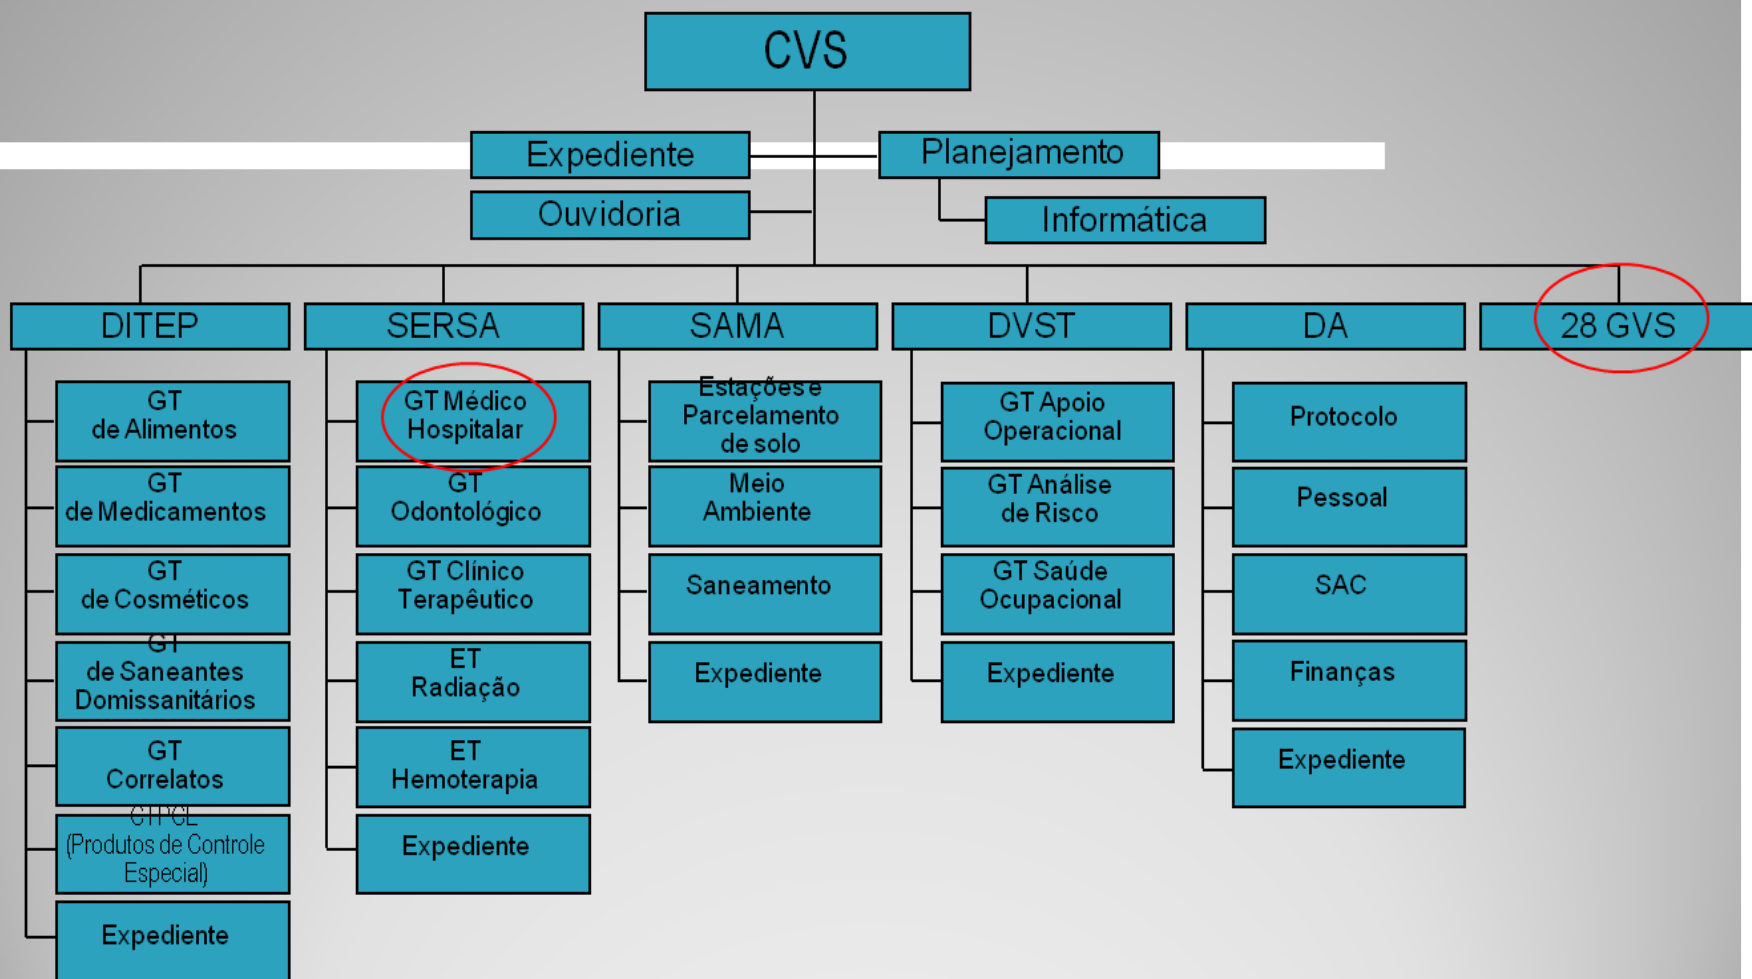 CVS
Expediente
Planejamento
Ouvidoria
Informática
DITEP
SERSA
SAMA
DVST
DA
28 GVS
GT
de Alimentos
GT
de Medicamentos
GT
de Cosméticos
GT
de Saneantes
Domissanitários
GT
Correlatos
(Produtos de Controle
Especial)
Expediente
GT Médico
Hospitalar
GT
Odontológico
GT Clínico
Terapêutico
ET
Radiação
ET
Hemoterapia
Expediente
Estações e
Parcelamento
de solo
Meio
Ambiente
Saneamento
Expediente
GT Apoio
Operacional
GT Análise
de Risco
GT Saúde
Ocupacional
Expediente
Protocolo
Pessoal
SAC
Finanças
Expediente